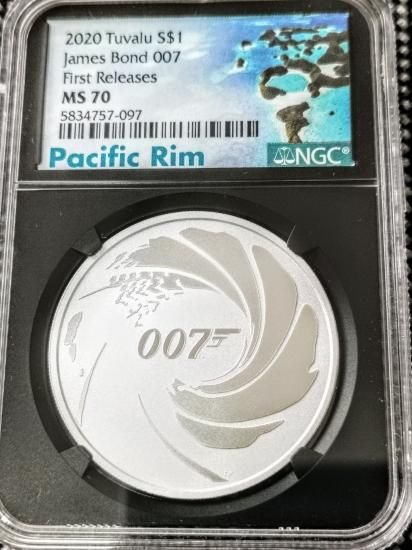 2020 Tuvalu S$1
James Bond 007
First Releases
MS 70
5834757-097
Pacific Rim
NGC®
007